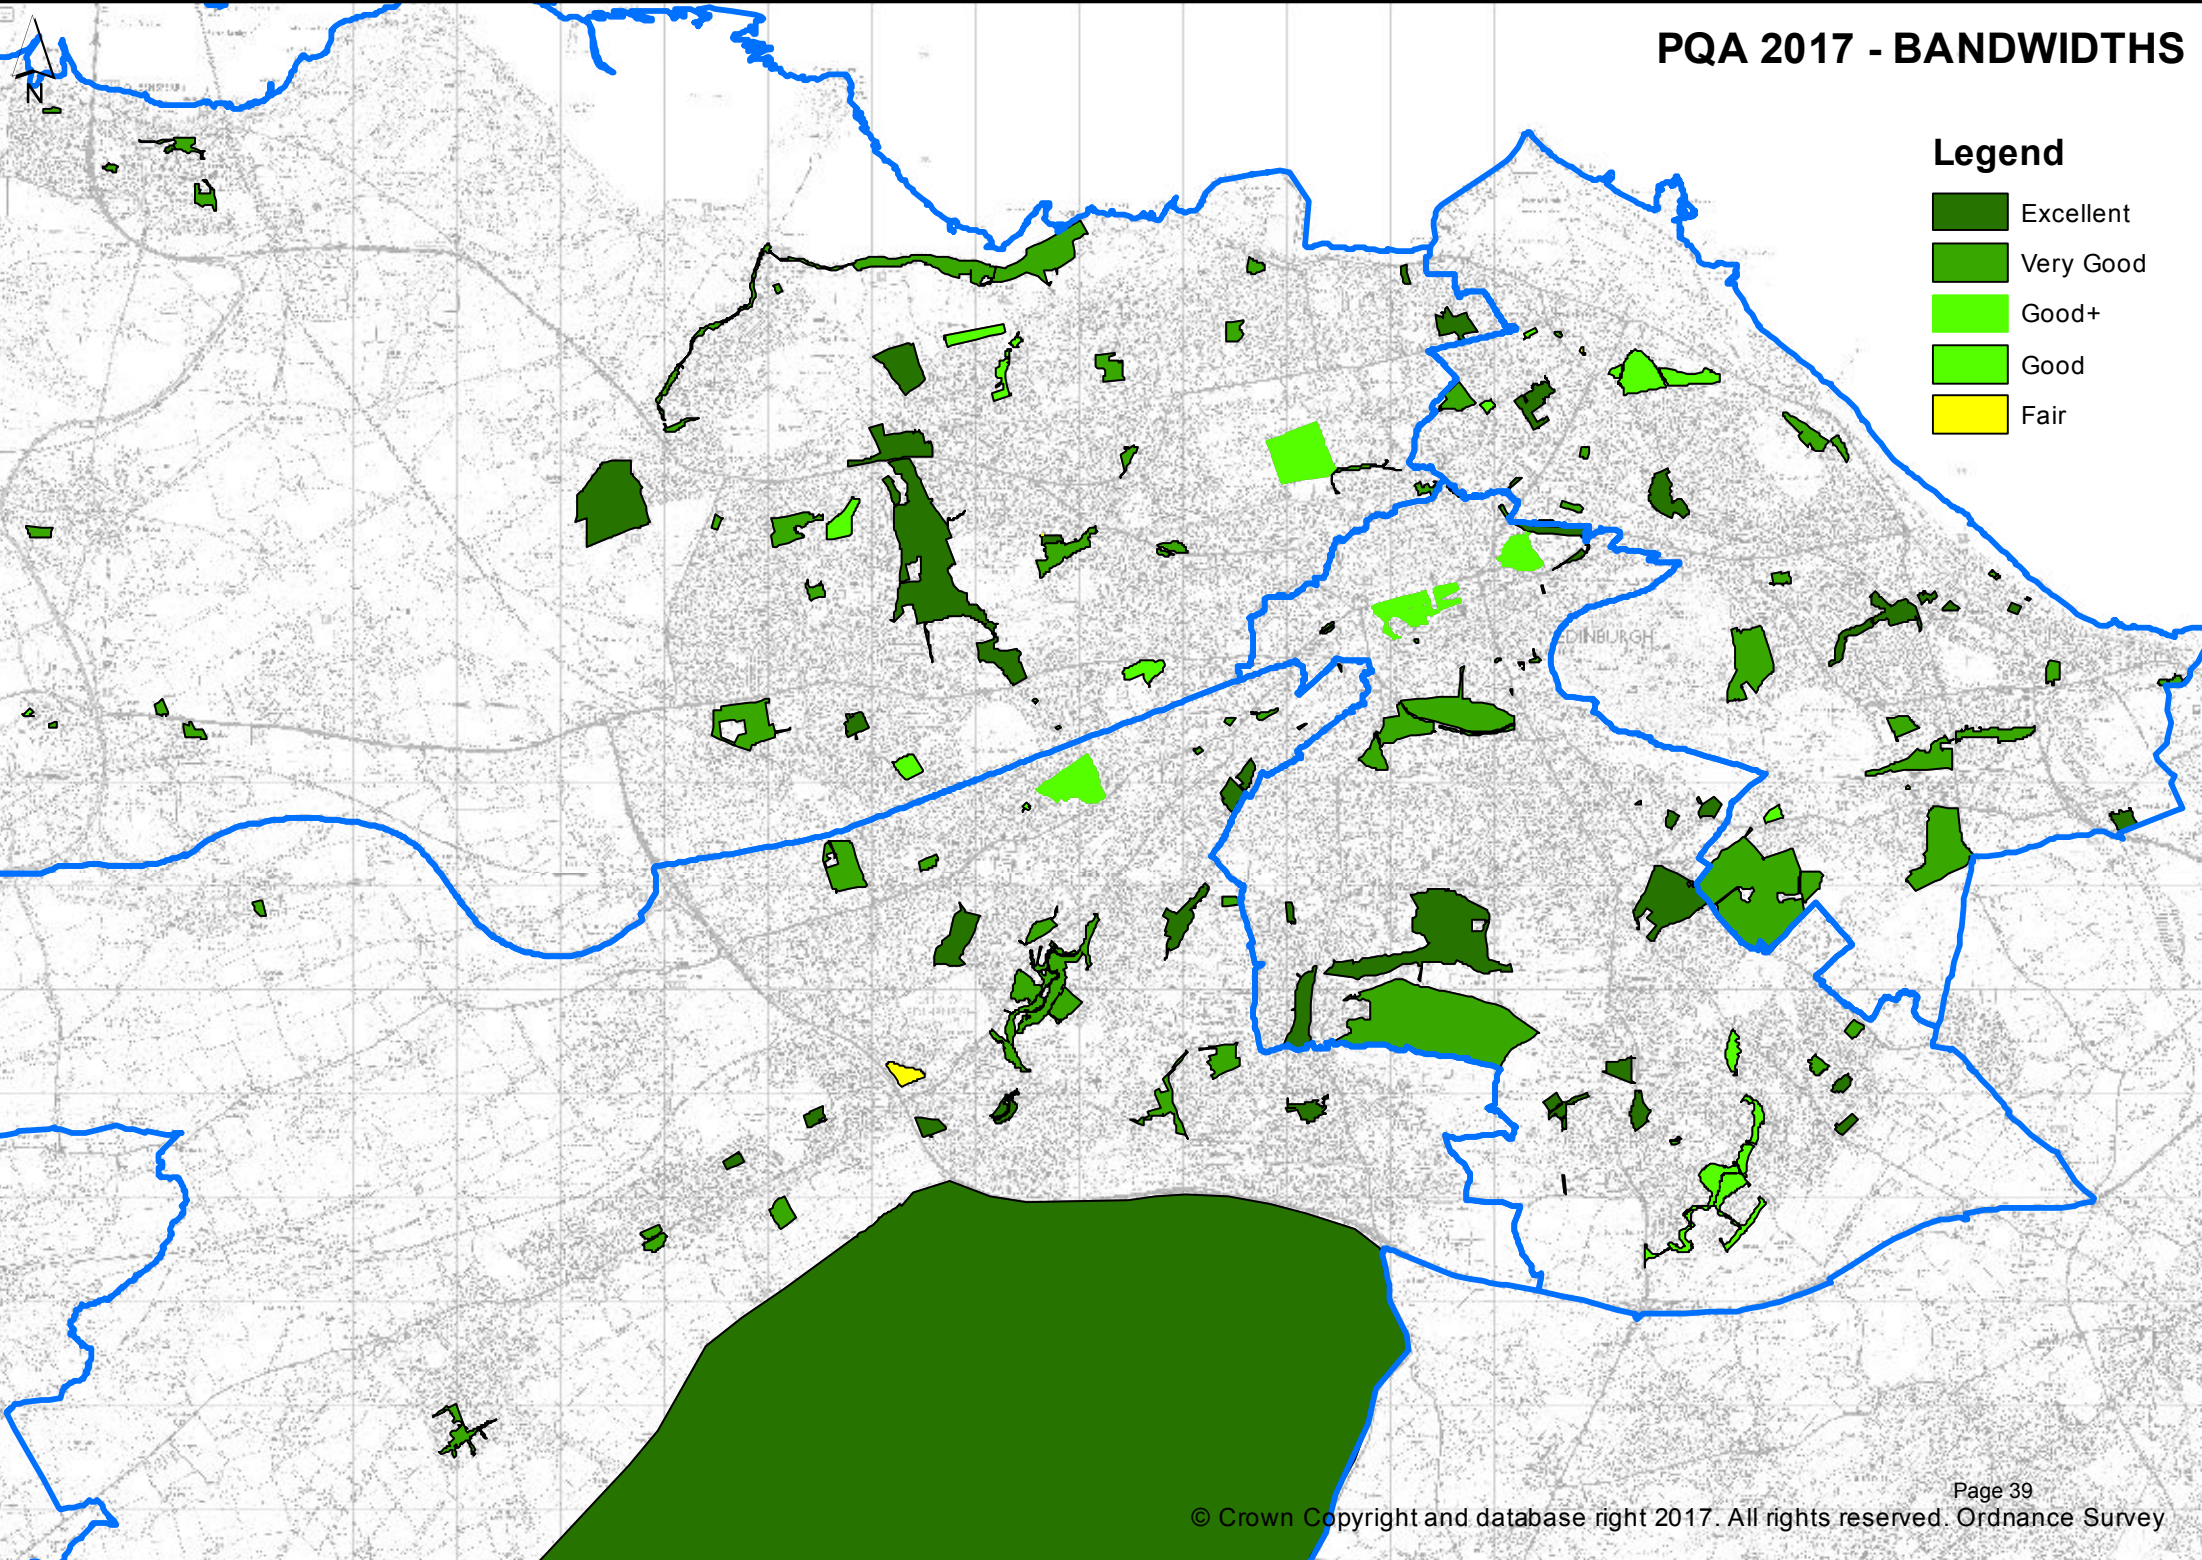 PQA 2017 - BANDWIDTHS
N
Legend
Excellent
Very Good
Good+
Good
Fair
EDINBURGH
Page 39
© Crown Copyright and database right 2017. All rights reserved. Ordnance Survey